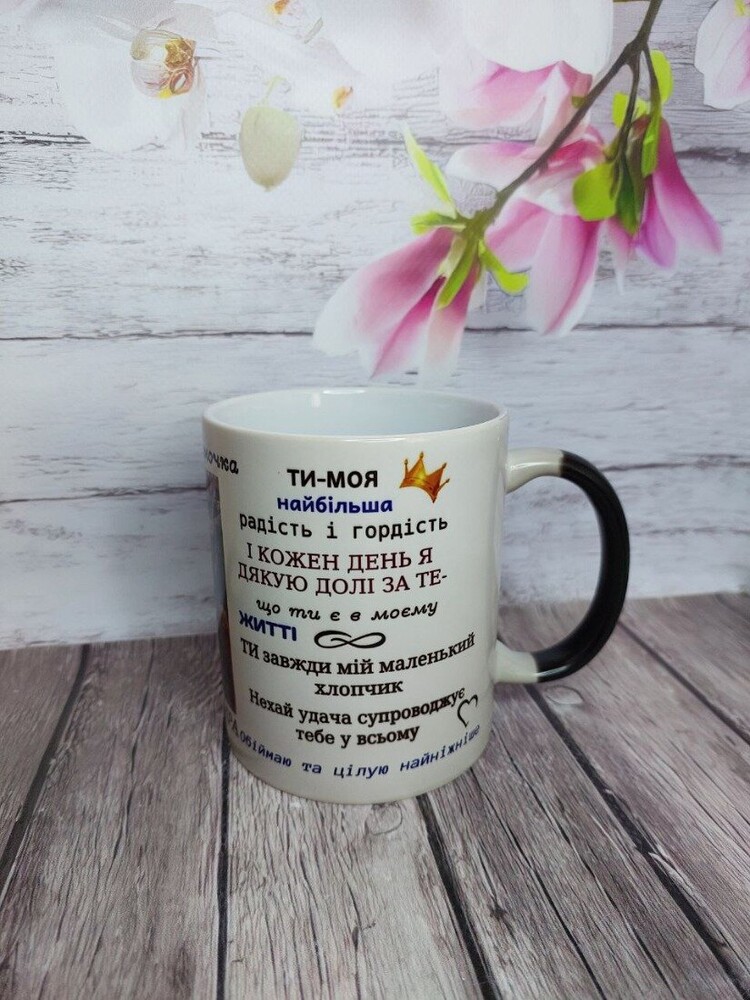 ТИ-МОЯ
найбільша
радість і гордість
І КОЖЕН ДЕНЬ Я
ДЯКУЮ ДОЛІ ЗА ТЕ-
що ти є в моєму
ЖИТТІ
ТИ завжди мій маленький
хлопчик
Нехай удача супроводжує
тебе у всьому
обіймаю та цілую найніжніше